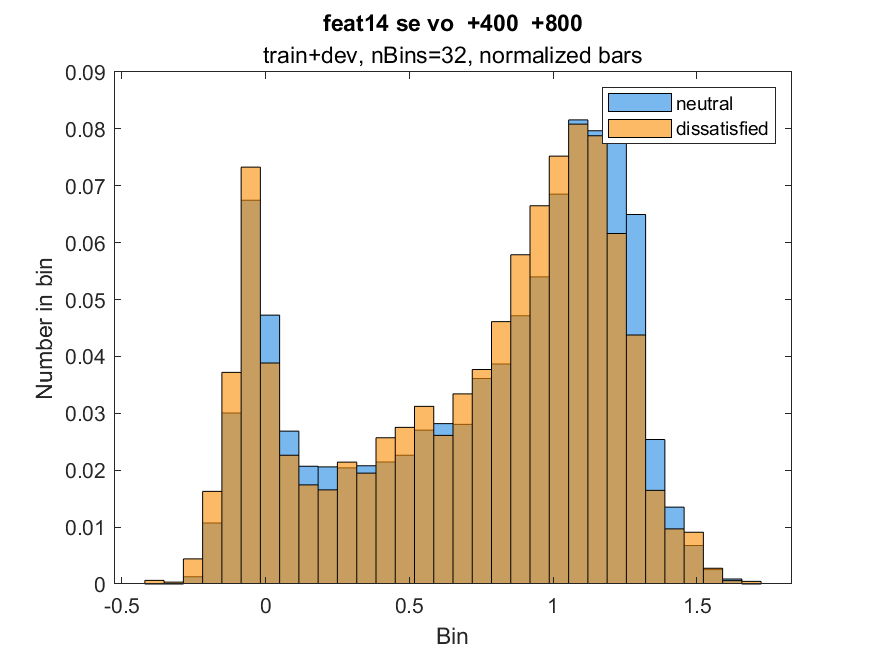 feat14 se vo  +400  +800
train+dev, nBins=32, normalized bars
0.09
0.08
0.07
0.06
0.05
0.04
0.03
0.02
0.01
0
Number in bin
neutral
dissatisfied
-0.5
0
0.5
1
1.5
Bin